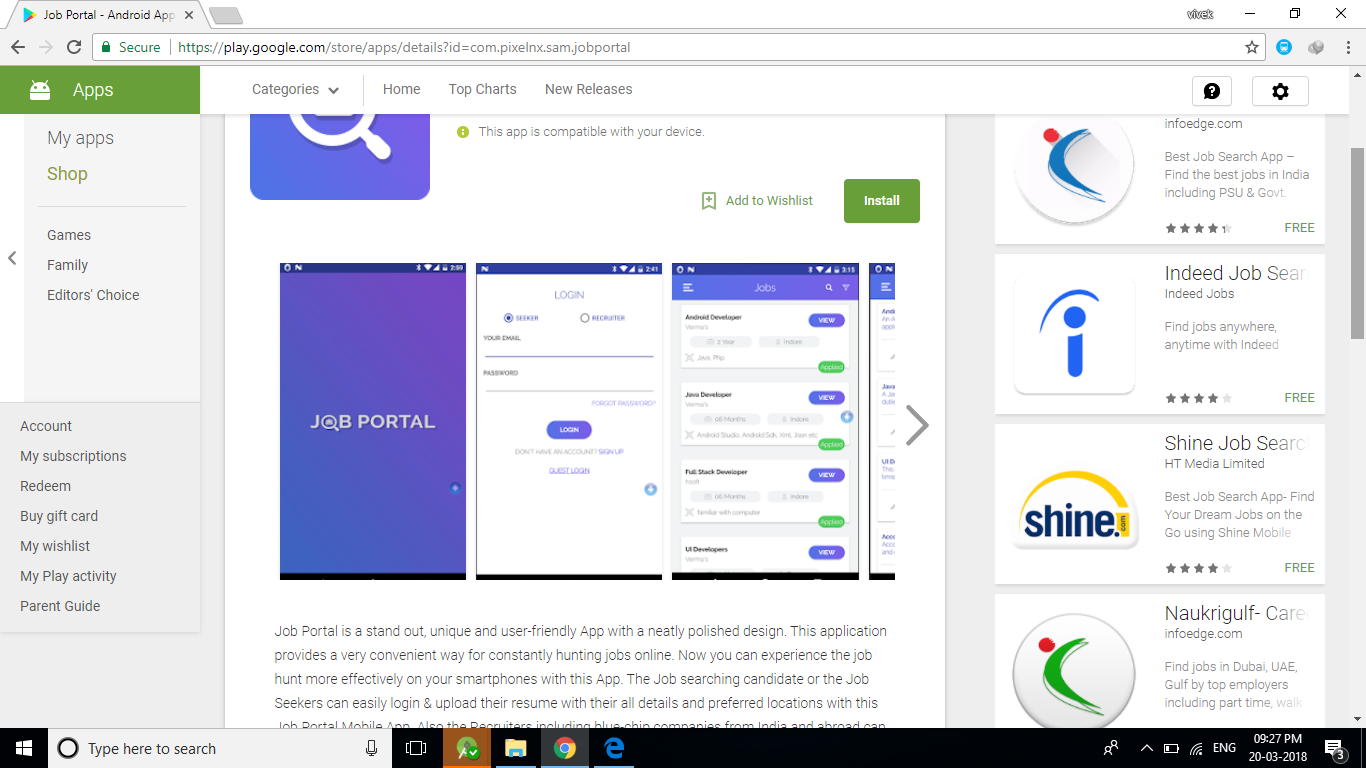 Job Portal - Android App
vivek
Secure
https://play.google.com/store/apps/details?id=com.pixelnx.sam.jobportal
Apps
Categories
Home
Top Charts
New Releases
My apps
Shop
Games
Family
Editors' Choice
Account
My subscriptions
Redeem
Buy gift card
My wishlist
My Play activity
Parent Guide
This app is compatible with your device.
Add to Wishlist
Install
2:59
JOB PORTAL
2:41
LOGIN
SEEKER
RECRUITER
YOUR EMAIL
PASSWORD
FORGOT PASSWORD?
LOGIN
DON'T HAVE AN ACCOUNT? SIGN UP
GUEST LOGIN
3:15
Jobs
Android Developer
VIEW
Verma's
2 Year
Indore
Java, Php
Applied
Java Developer
VIEW
Verma's
06 Months
Indore
Android Studio, Android Sdk, Xml, Json etc
Applied
Full Stack Developer
VIEW
hsoft
06 Months
Indore
familiar with computer
Applied
UI Developers
VIEW
Verma's
Job Portal is a stand out, unique and user-friendly App with a neatly polished design. This application
provides a very convenient way for constantly hunting jobs online. Now you can experience the job
hunt more effectively on your smartphones with this App. The Job searching candidate or the Job
Seekers can easily login & upload their resume with their all details and preferred locations with this
Job Portal Mobile App. Also the Recruiters including blue-chip companies from India and abroad can
infoedge.com
Best Job Search App –
Find the best jobs in India
including PSU & Govt.
FREE
Indeed Job Sear
Indeed Jobs
Find jobs anywhere,
anytime with Indeed
FREE
shine.com
Shine Job Searc
HT Media Limited
Best Job Search App- Find
Your Dream Jobs on the
Go using Shine Mobile
FREE
Naukrigulf- Care
infoedge.com
Find jobs in Dubai, UAE,
Gulf by top employers
including part time, walk
Type here to search
ENG
09:27 PM
20-03-2018
3